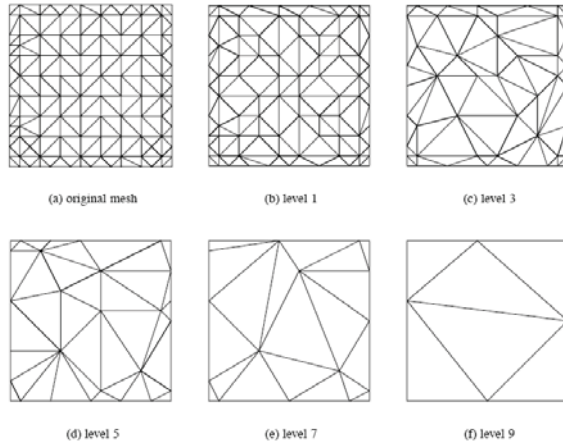 (a) original mesh
(b) level 1
(c) level 3
(d) level 5
(e) level 7
(f) level 9